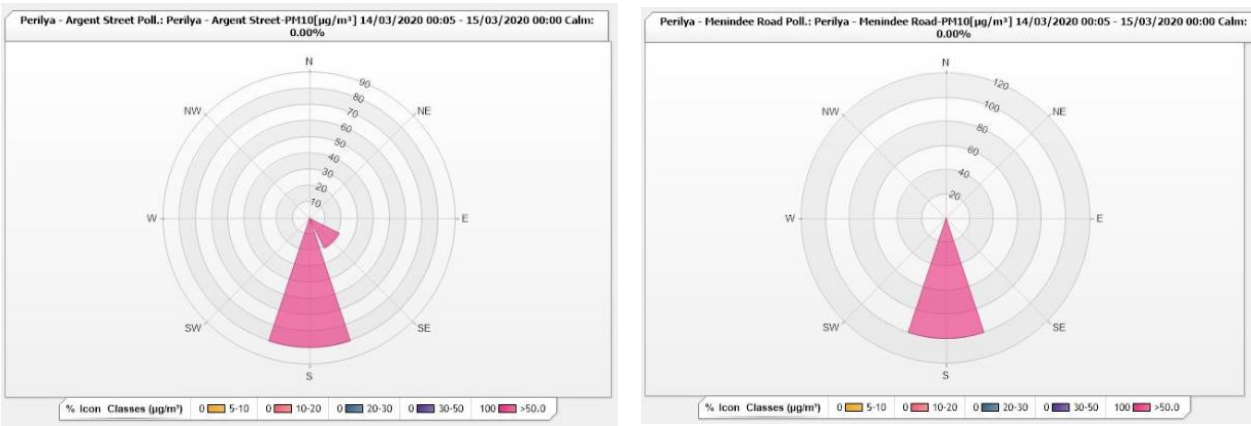 Perilya - Argent Street Poll.: Perilya - Argent Street-PM10[µg/m³] 14/03/2020 00:05 - 15/03/2020 00:00 Calm:
0.00%
N
90
80
NW
NE
70
60
50
40
30
20
10
W
E
SW
SE
S
% Icon Classes (µg/m³) 0 5-10 0 10-20 0 20-30 0 30-50 100 >50.0
Perilya - Menindee Road Poll.: Perilya - Menindee Road-PM10[µg/m³] 14/03/2020 00:05 - 15/03/2020 00:00 Calm:
0.00%
N
120
100
NW
NE
80
60
40
20
W
E
SW
SE
S
% Icon Classes (µg/m³) 0 5-10 0 10-20 0 20-30 0 30-50 100 >50.0